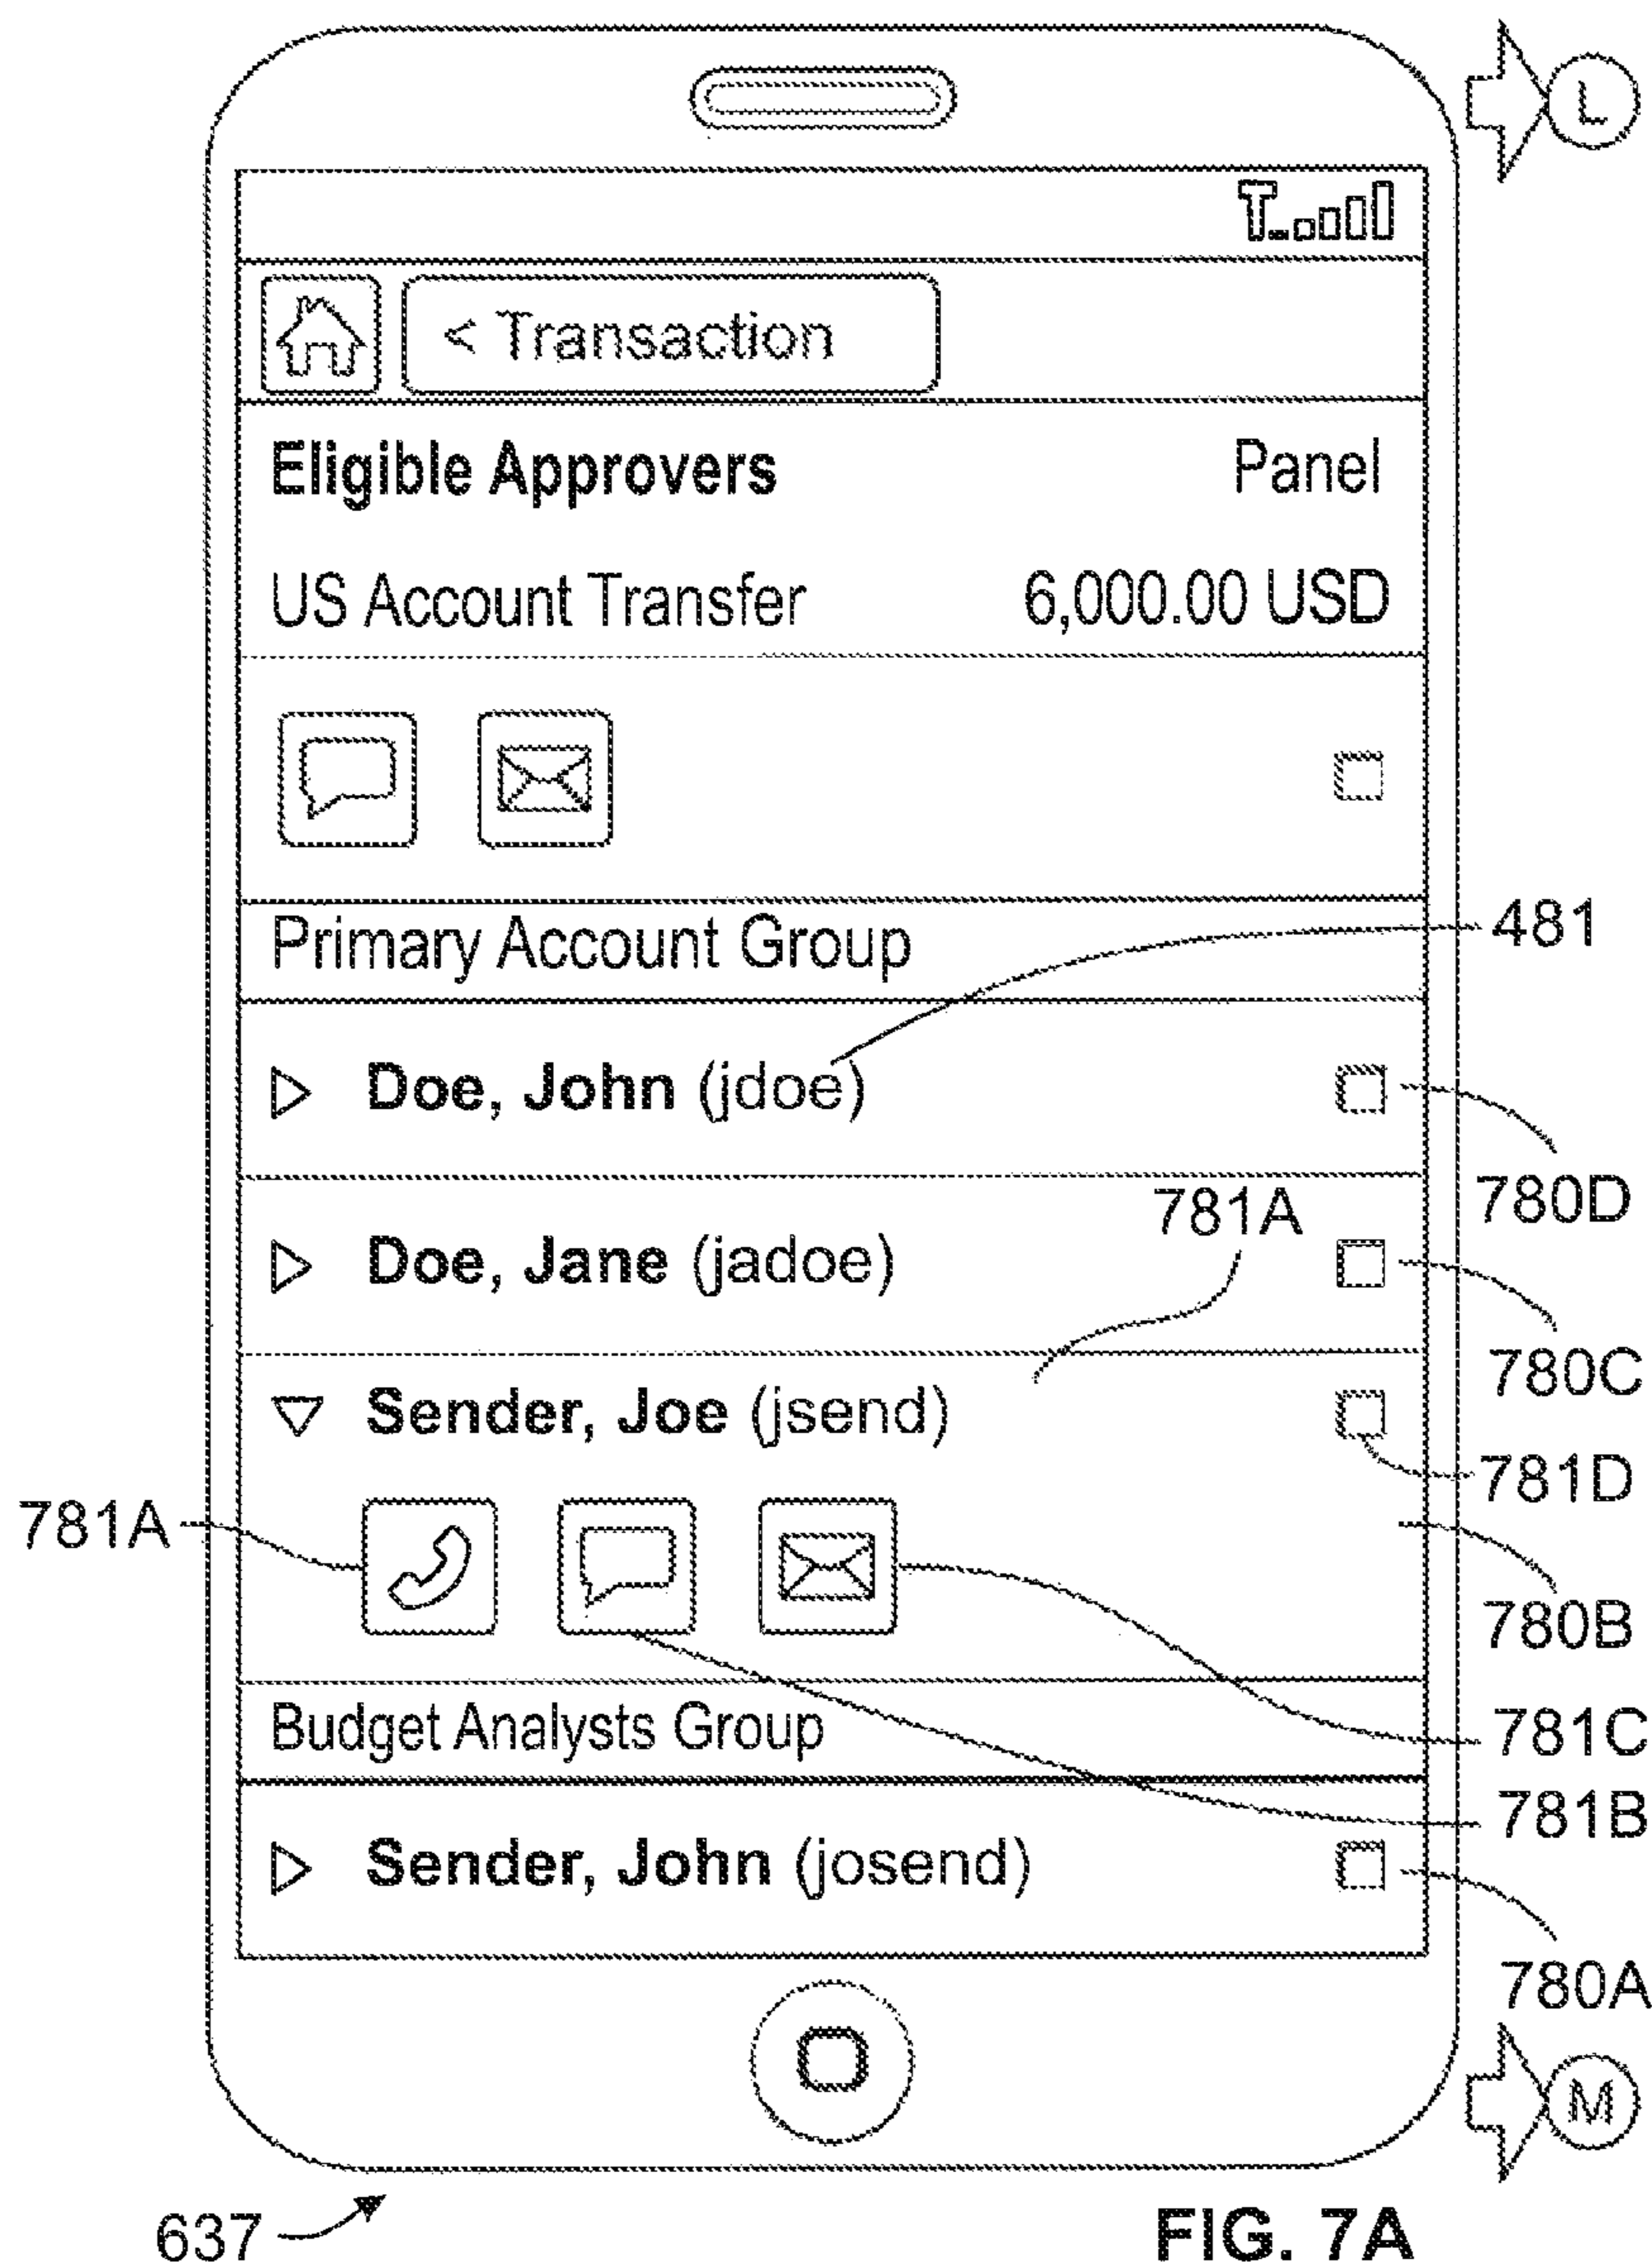 L
T
< Transaction
Eligible Approvers Panel
US Account Transfer 6,000.00 USD
Primary Account Group
481
Doe, John (jdoe)
780D
781A
Doe, Jane (jadoe)
780C
Sender, Joe (jsend)
781D
781A
780B
Budget Analysts Group
781C
781B
Sender, John (josend)
780A
M
637
FIG. 7A